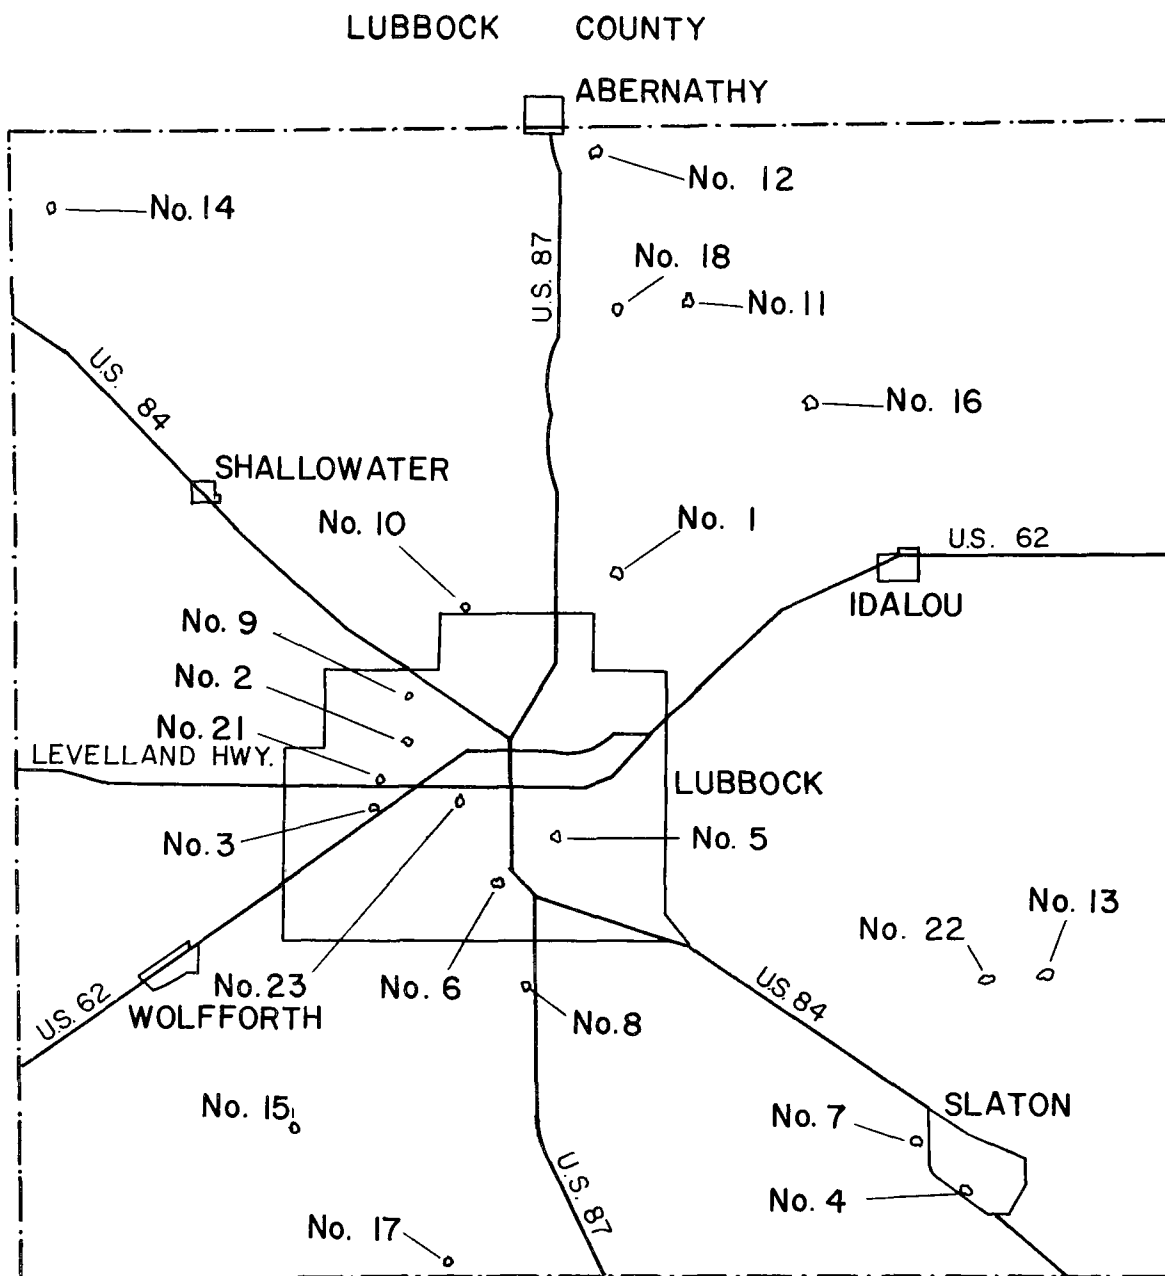 LUBBOCK COUNTY
ABERNATHY
No. 12
No. 14
U.S. 87
No. 18
No. 11
U.S. 84
No. 16
SHALLOWATER
No. 10
No. 1
U.S. 62
IDALOU
No. 9
No. 2
No. 21
LEVELLAND HWY.
LUBBOCK
No. 3
No. 5
No. 13
No. 22
No. 23
No. 6
U.S. 62
WOLFFORTH
No. 8
U.S. 84
No. 15
No. 7
SLATON
U.S. 87
No. 4
No. 17